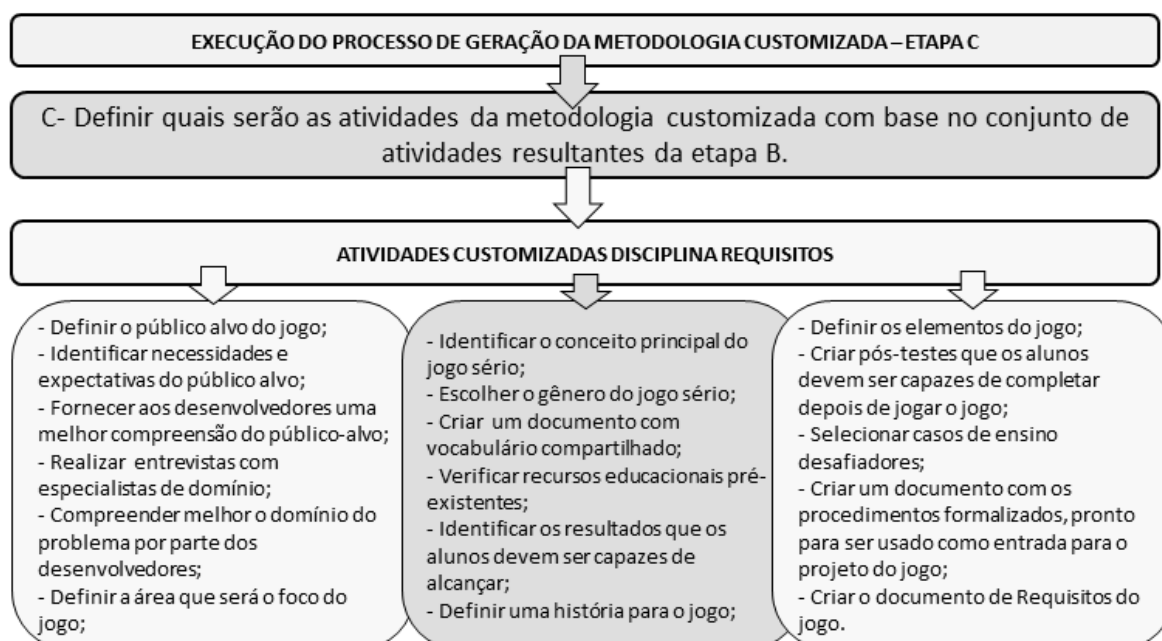 EXECUÇÃO DO PROCESSO DE GERAÇÃO DA METODOLOGIA CUSTOMIZADA – ETAPA C
C- Definir quais serão as atividades da metodologia customizada com base no conjunto de
atividades resultantes da etapa B.
ATIVIDADES CUSTOMIZADAS DISCIPLINA REQUISITOS
- Definir o público alvo do jogo;
- Identificar necessidades e
expectativas do público alvo;
- Fornecer aos desenvolvedores uma
melhor compreensão do público-alvo;
- Realizar entrevistas com
especialistas de domínio;
- Compreender melhor o domínio do
problema por parte dos
desenvolvedores;
- Definir a área que será o foco do
jogo;
- Identificar o conceito principal do
jogo sério;
- Escolher o gênero do jogo sério;
- Criar um documento com
vocabulário compartilhado;
- Verificar recursos educacionais pré-
existentes;
- Identificar os resultados que os
alunos devem ser capazes de
alcançar;
- Definir uma história para o jogo;
- Definir os elementos do jogo;
- Criar pós-testes que os alunos
devem ser capazes de completar
depois de jogar o jogo;
- Selecionar casos de ensino
desafiadores;
- Criar um documento com os
procedimentos formalizados, pronto
para ser usado como entrada para o
projeto do jogo;
- Criar o documento de Requisitos do
jogo.